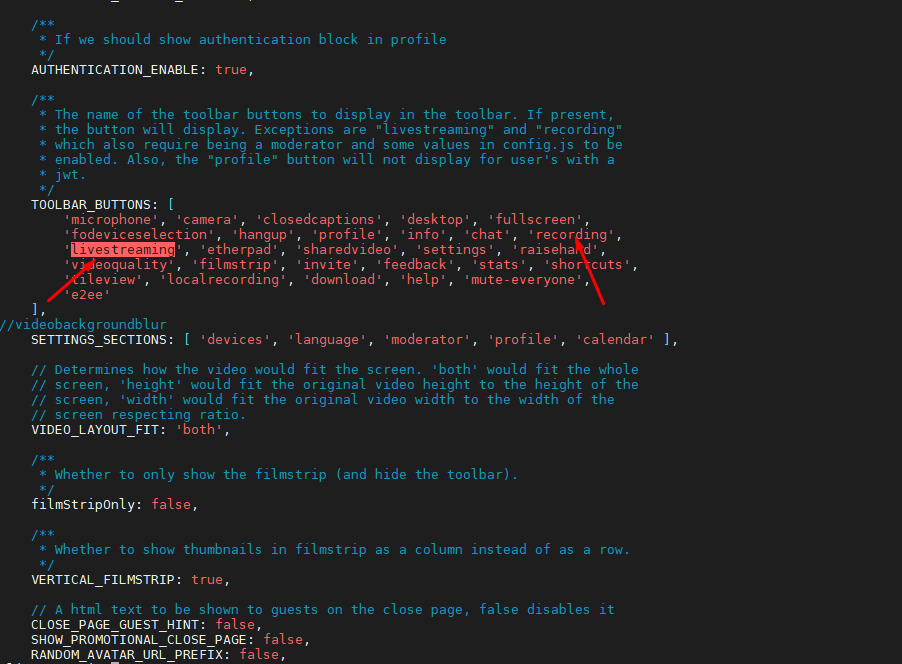 /**
 * If we should show authentication block in profile
 */
AUTHENTICATION_ENABLE: true,
/**
 * The name of the toolbar buttons to display in the toolbar. If present,
 * the button will display. Exceptions are "livestreaming" and "recording"
 * which also require being a moderator and some values in config.js to be
 * enabled. Also, the "profile" button will not display for user's with a
 * jwt.
 */
TOOLBAR_BUTTONS: [
'microphone', 'camera', 'closedcaptions', 'desktop', 'fullscreen',
'fodeviceselection', 'hangup', 'profile', 'info', 'chat', 'recording',
'livestreaming', 'etherpad', 'sharedvideo', 'settings', 'raisehand',
'videoquality', 'filmstrip', 'invite', 'feedback', 'stats', 'shortcuts',
'tileview', 'localrecording', 'download', 'help', 'mute-everyone',
'e2ee'
],
//videobackgroundblur
SETTINGS_SECTIONS: [ 'devices', 'language', 'moderator', 'profile', 'calendar' ],
// Determines how the video would fit the screen. 'both' would fit the whole
// screen, 'height' would fit the original video height to the height of the
// screen, 'width' would fit the original video width to the width of the
// screen respecting ratio.
VIDEO_LAYOUT_FIT: 'both',
/**
 * Whether to only show the filmstrip (and hide the toolbar).
 */
filmStripOnly: false,
/**
 * Whether to show thumbnails in filmstrip as a column instead of as a row.
 */
VERTICAL_FILMSTRIP: true,
// A html text to be shown to guests on the close page, false disables it
CLOSE_PAGE_GUEST_HINT: false,
SHOW_PROMOTIONAL_CLOSE_PAGE: false,
RANDOM_AVATAR_URL_PREFIX: false,